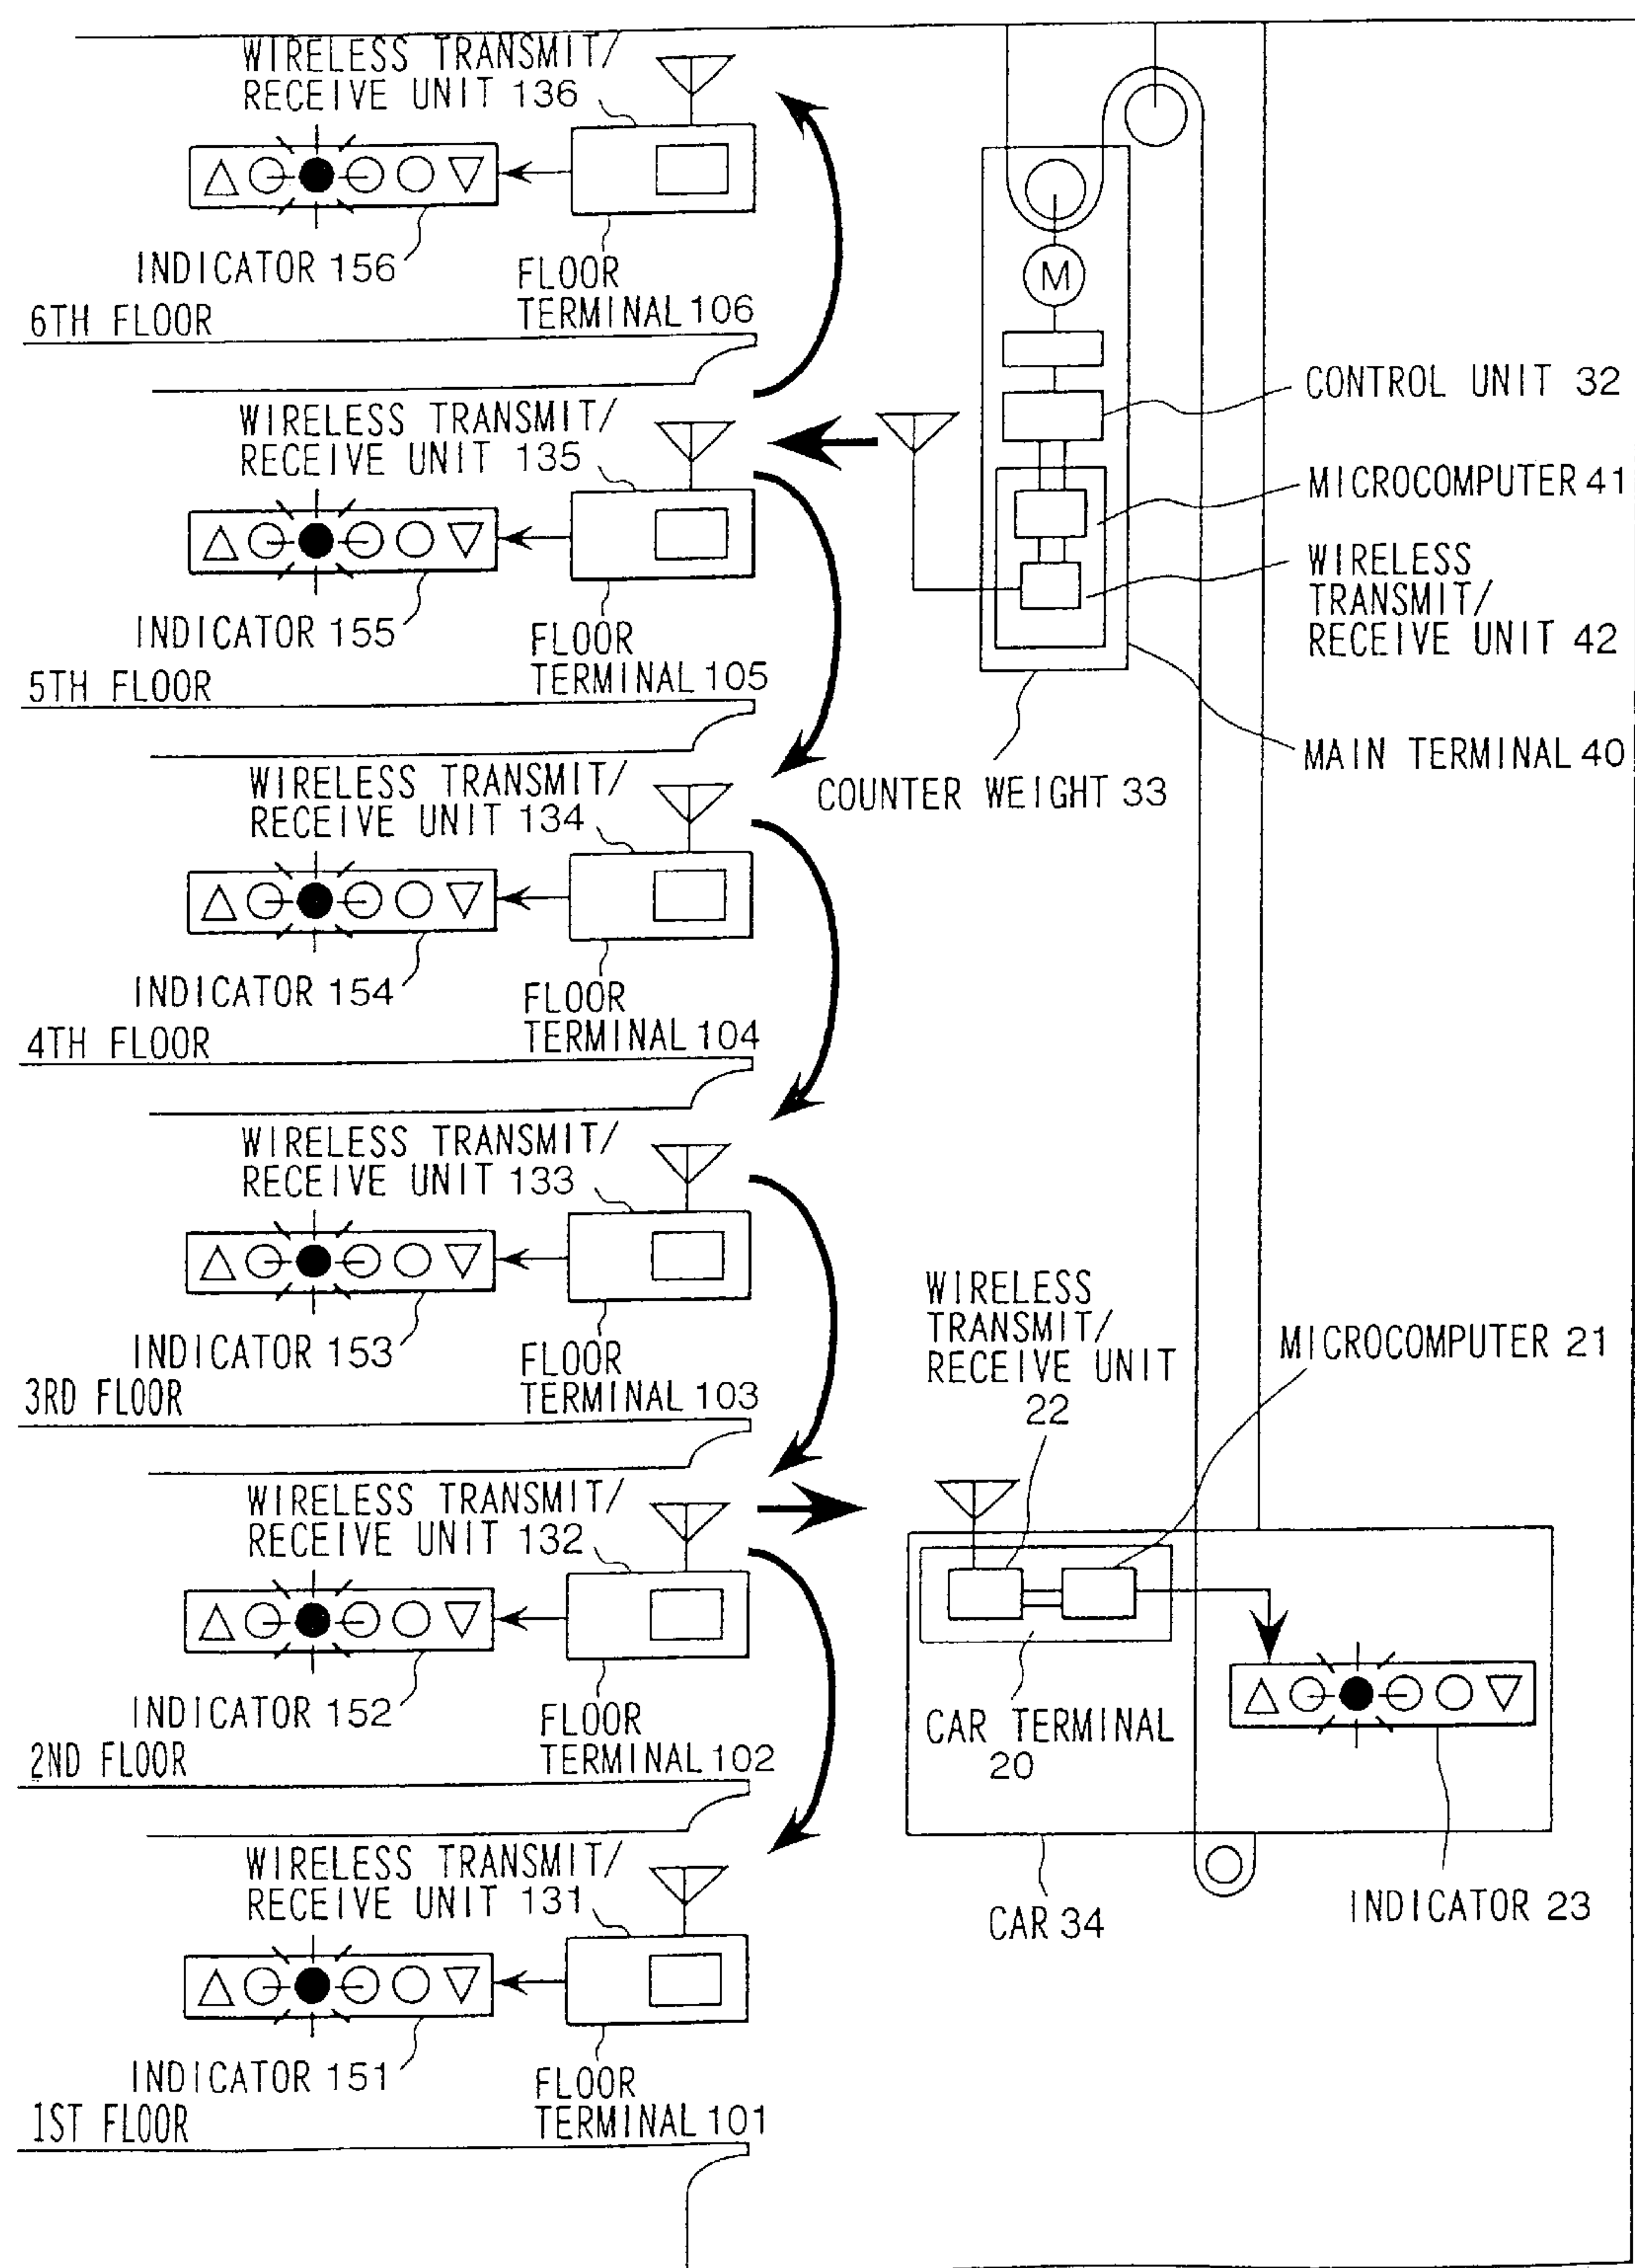 WIRELESS TRANSMIT/
RECEIVE UNIT 136
INDICATOR 156
FLOOR
TERMINAL 106
6TH FLOOR
WIRELESS TRANSMIT/
RECEIVE UNIT 135
INDICATOR 155
FLOOR
TERMINAL 105
5TH FLOOR
WIRELESS TRANSMIT/
RECEIVE UNIT 134
INDICATOR 154
FLOOR
TERMINAL 104
4TH FLOOR
WIRELESS TRANSMIT/
RECEIVE UNIT 133
INDICATOR 153
FLOOR
TERMINAL 103
3RD FLOOR
WIRELESS TRANSMIT/
RECEIVE UNIT 132
INDICATOR 152
FLOOR
TERMINAL 102
2ND FLOOR
WIRELESS TRANSMIT/
RECEIVE UNIT 131
INDICATOR 151
FLOOR
TERMINAL 101
1ST FLOOR
M
CONTROL UNIT 32
MICROCOMPUTER 41
WIRELESS
TRANSMIT/
RECEIVE UNIT 42
MAIN TERMINAL 40
COUNTER WEIGHT 33
WIRELESS
TRANSMIT/
RECEIVE UNIT
22
MICROCOMPUTER 21
CAR TERMINAL
20
CAR 34
INDICATOR 23